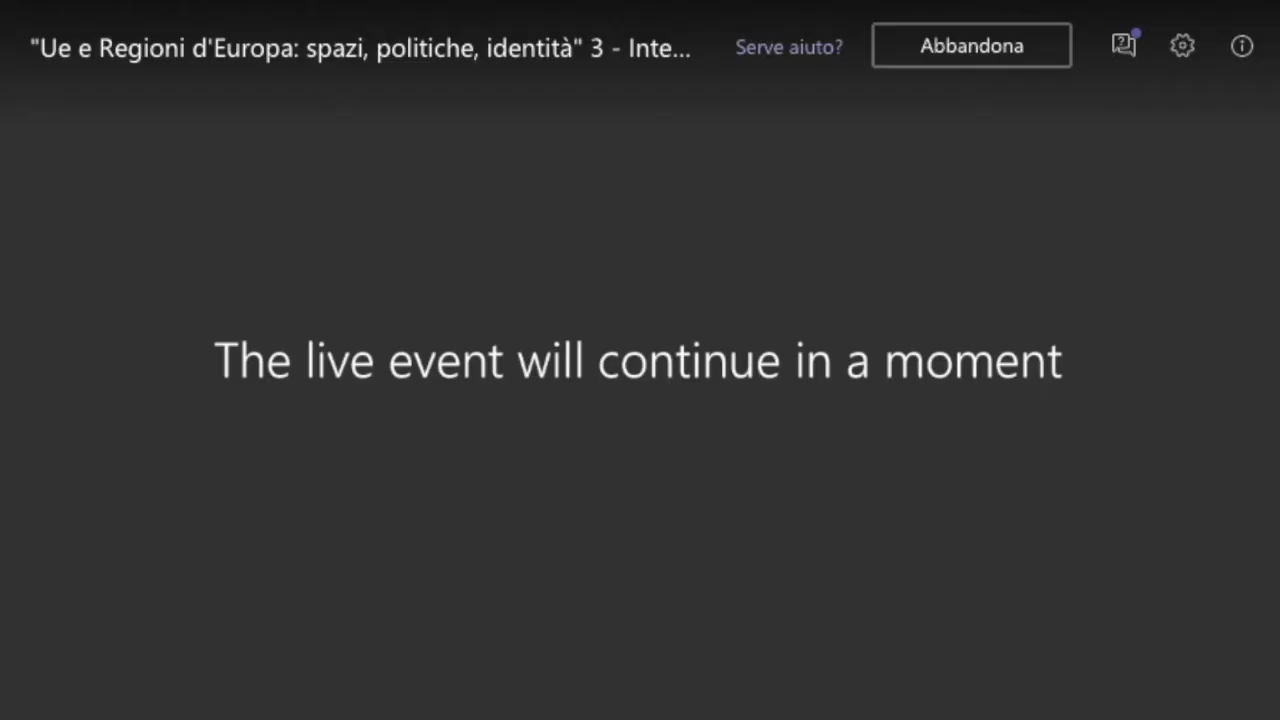 "Ue e Regioni d'Europa: spazi, politiche, identità" 3 - Inte... Serve aiuto? Abbandona
The live event will continue in a moment